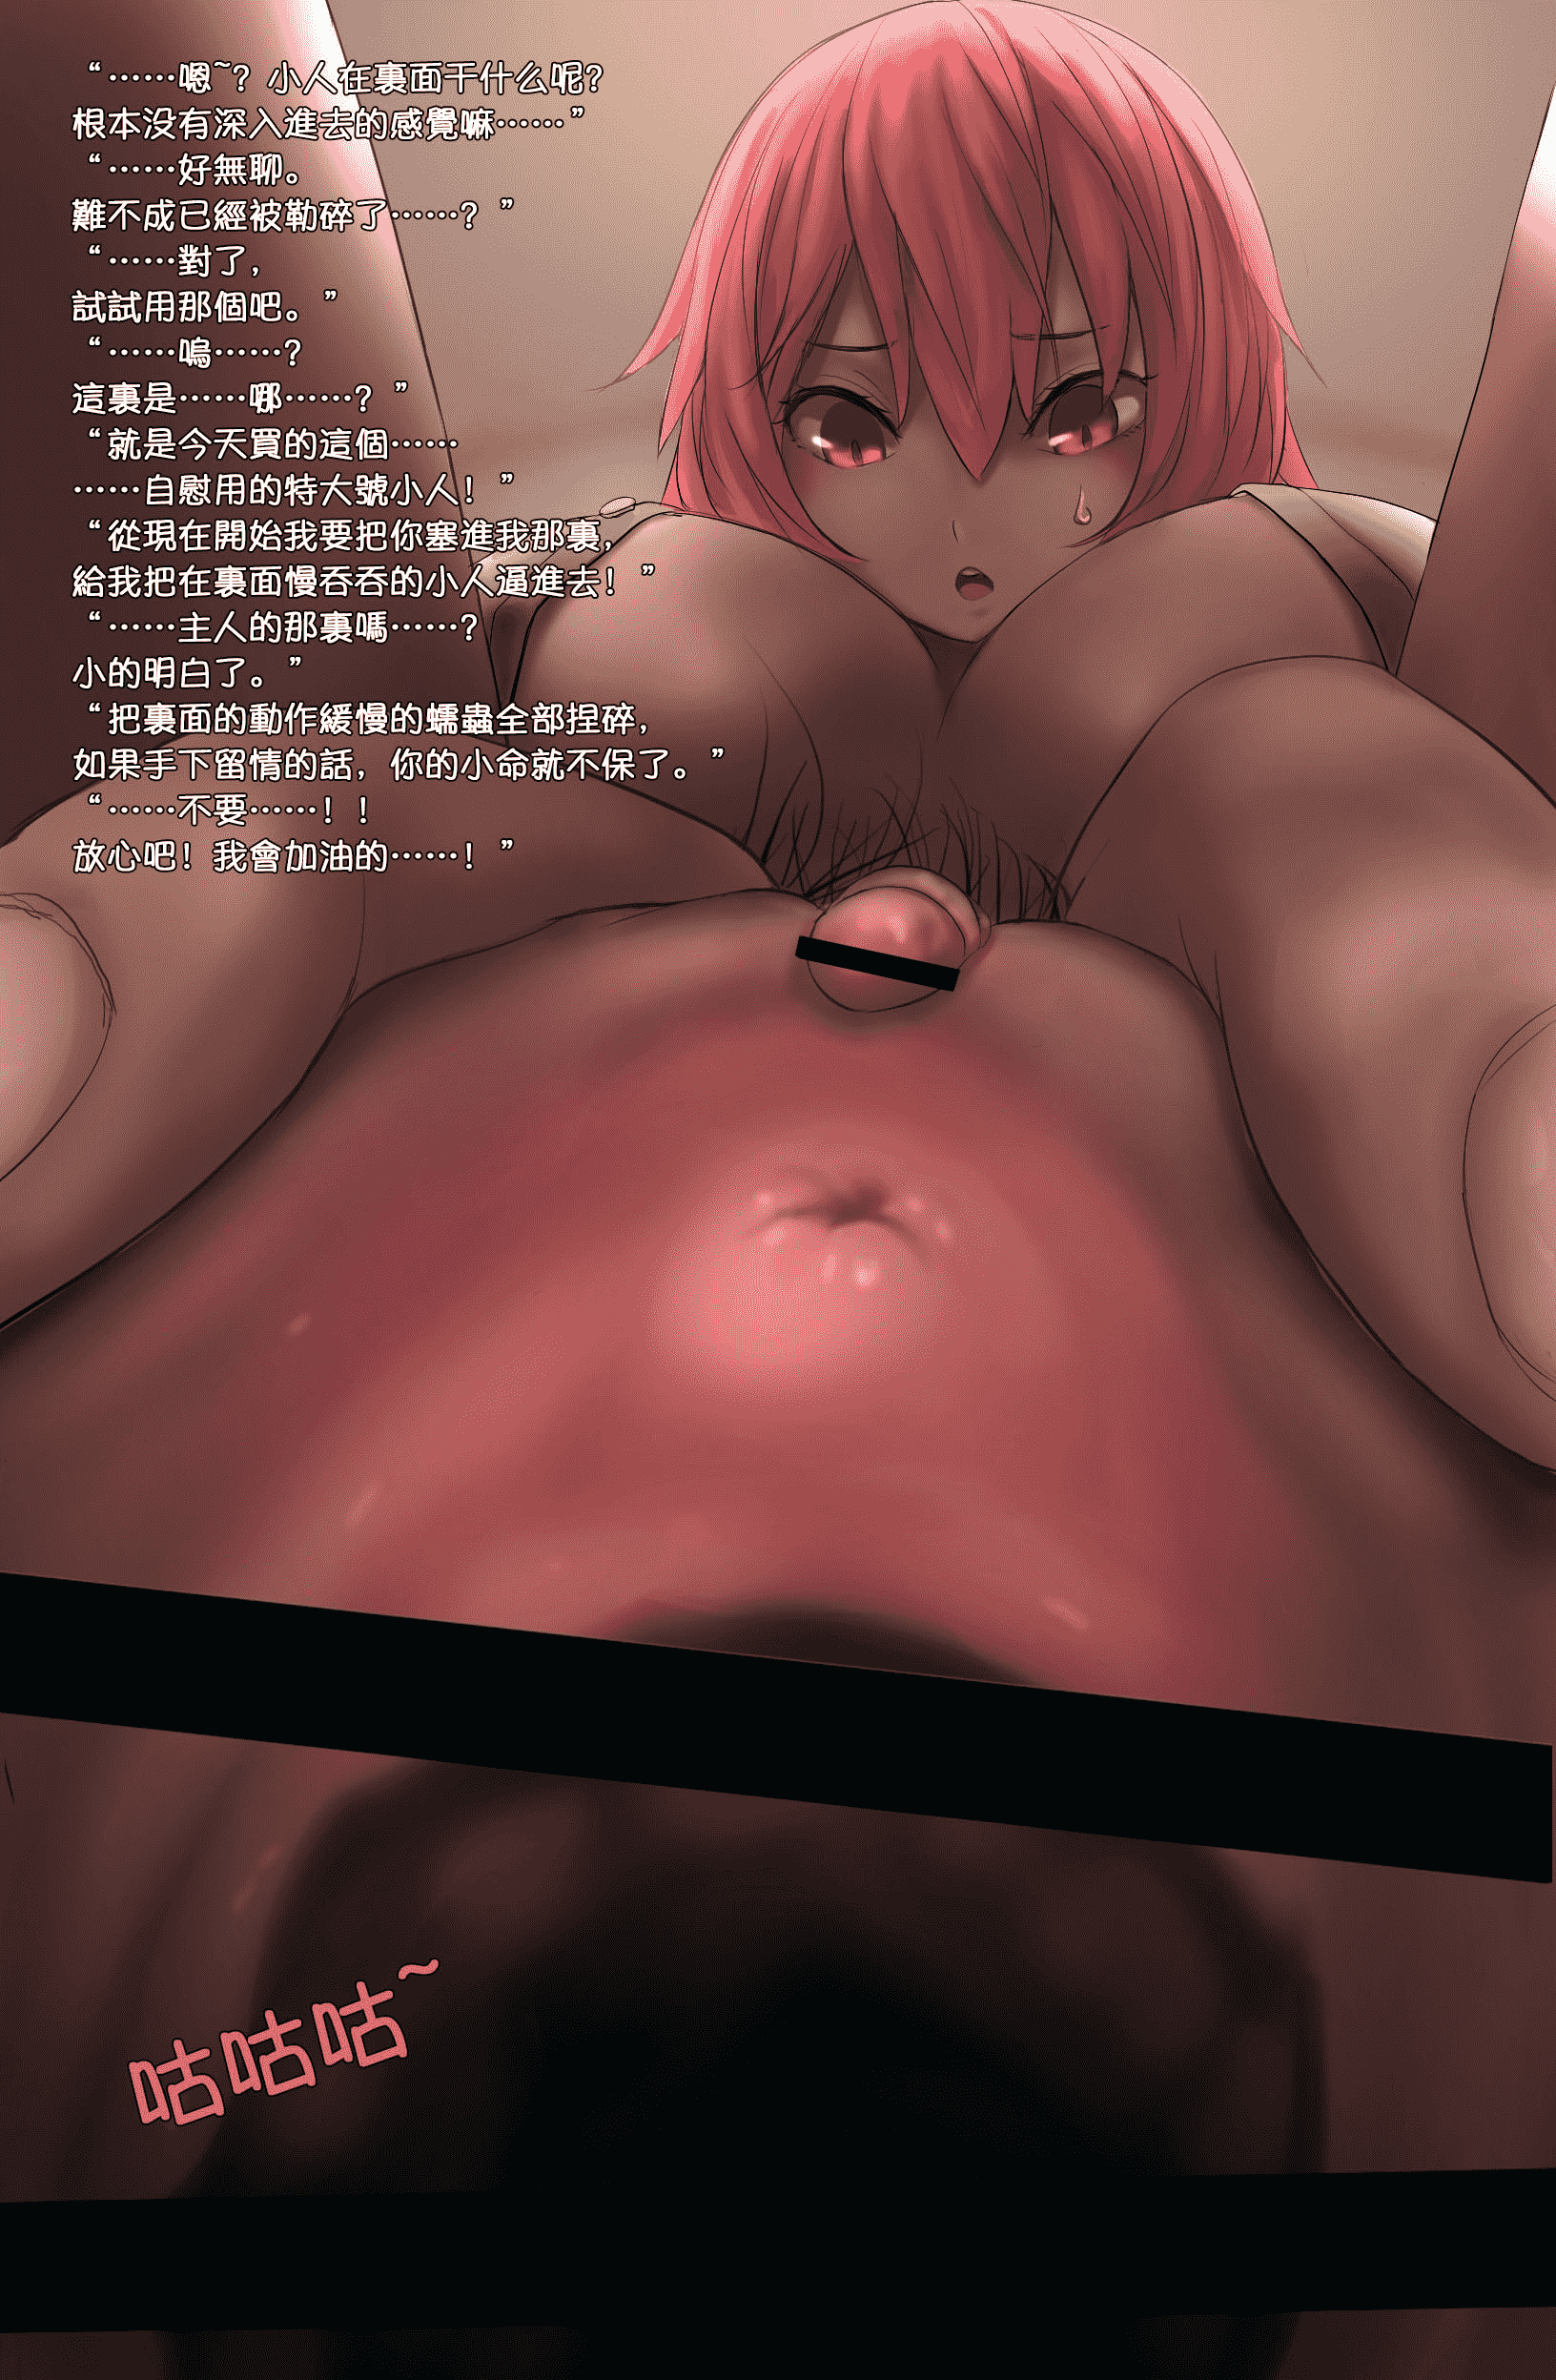 “……嗯~？小人在裏面干什么呢？
根本没有深入進去的感覺嘛……”
“……好無聊。
難不成已經被勒碎了……？”
“……對了，
試試用那個吧。”
“……嗚……？
這裏是……哪……？”
“就是今天買的這個……
……自慰用的特大號小人！”
“從現在開始我要把你塞進我那裏，
給我把在裏面慢吞吞的小人逼進去！”
“……主人的那裏嗎……？
小的明白了。”
“把裏面的動作緩慢的蠕蟲全部捏碎，
如果手下留情的話，你的小命就不保了。”
“……不要……！！
放心吧！我會加油的……！”
咕咕咕~